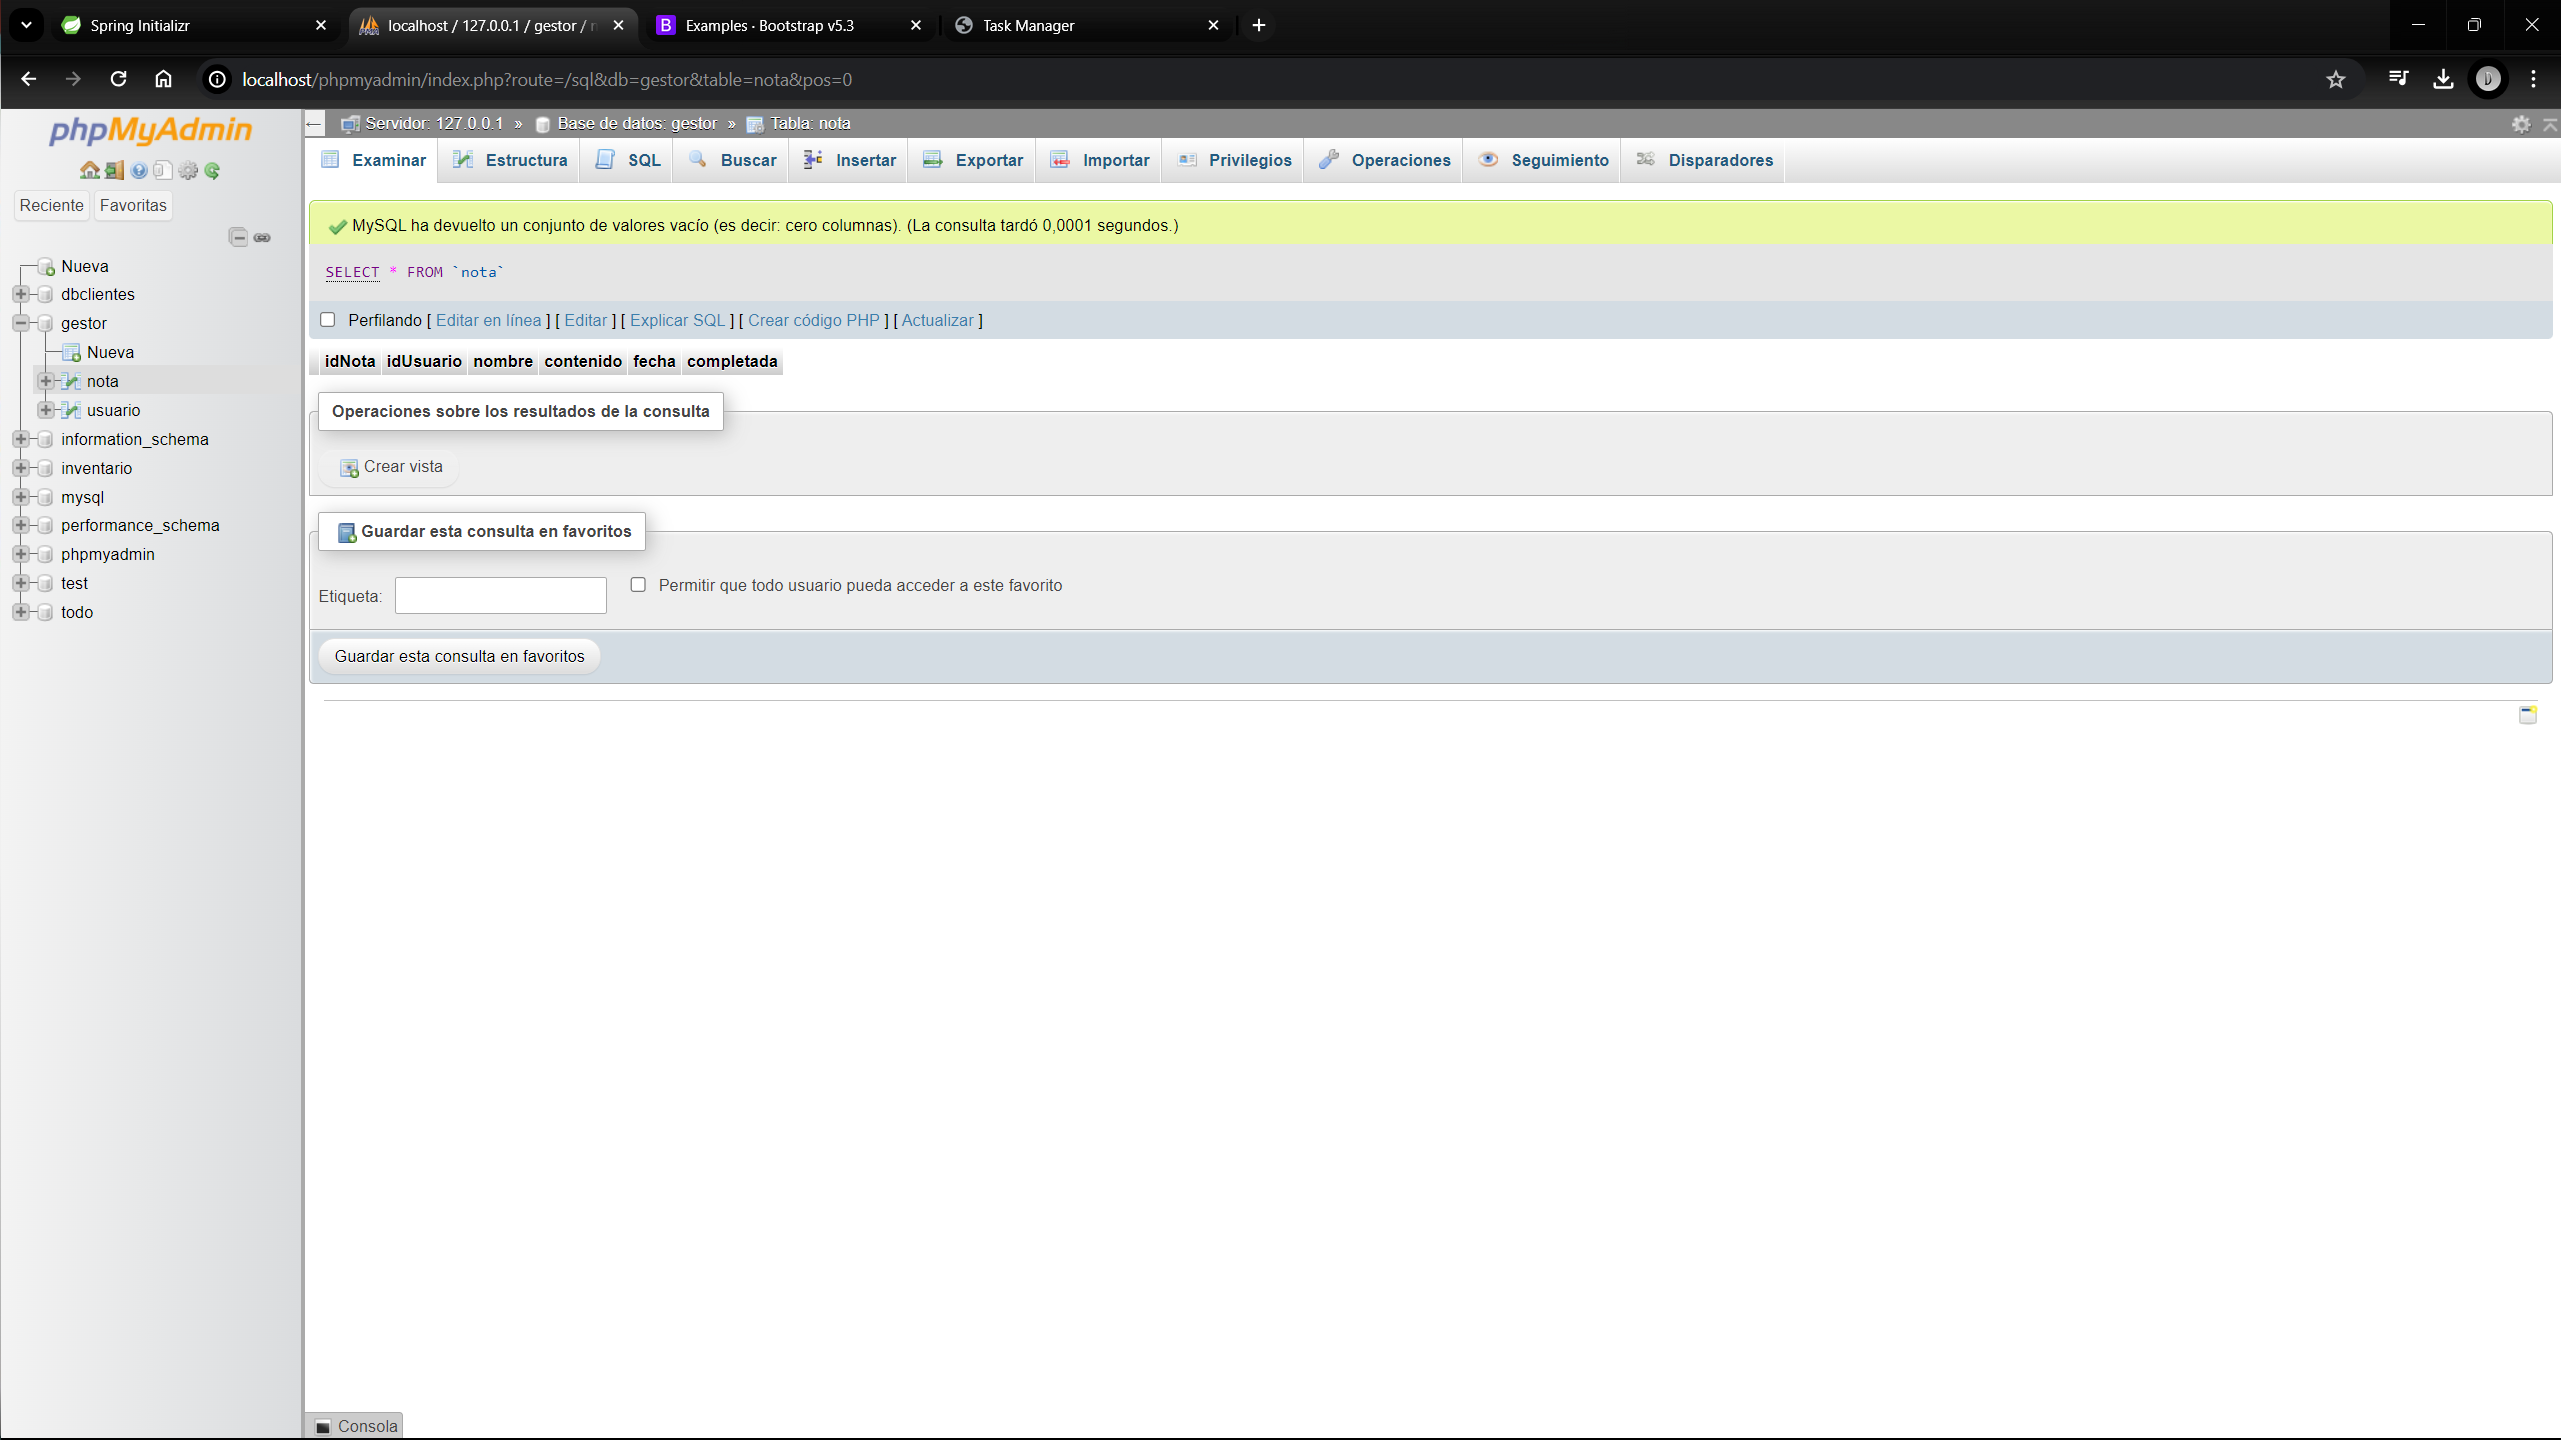 Spring Initializr
localhost / 127.0.0.1 / gestor /
Examples · Bootstrap v5.3
Task Manager
localhost/phpmyadmin/index.php?route=/sql&db=gestor&table=nota&pos=0
D
phpMyAdmin
Reciente
Favoritas
Nueva
dbclientes
gestor
Nueva
nota
usuario
information_schema
inventario
mysql
performance_schema
phpmyadmin
test
todo
Servidor: 127.0.0.1 » Base de datos: gestor » Tabla: nota
Examinar Estructura SQL Buscar Insertar Exportar Importar Privilegios Operaciones Seguimiento Disparadores
MySQL ha devuelto un conjunto de valores vacío (es decir: cero columnas). (La consulta tardó 0,0001 segundos.)
SELECT * FROM `nota`
Perfilando [ Editar en línea ] [ Editar ] [ Explicar SQL ] [ Crear código PHP ] [ Actualizar ]
idNota idUsuario nombre contenido fecha completada
Operaciones sobre los resultados de la consulta
Crear vista
Guardar esta consulta en favoritos
Etiqueta:
Permitir que todo usuario pueda acceder a este favorito
Guardar esta consulta en favoritos
Consola